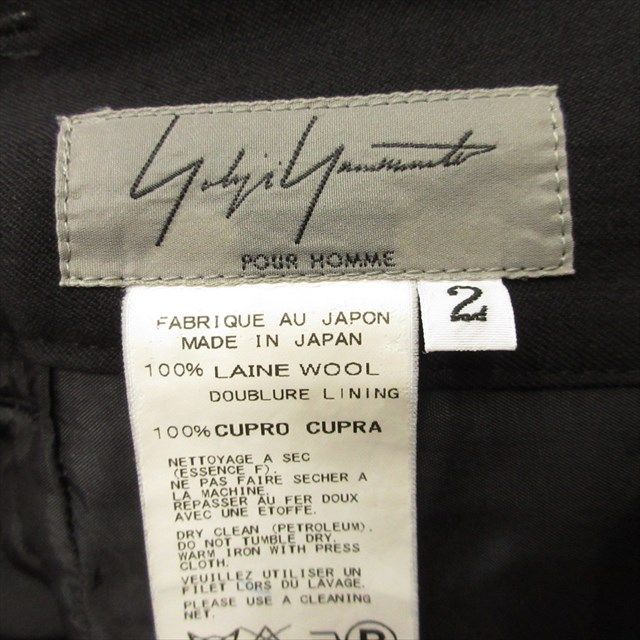 Yohji Yamamoto
POUR HOMME
2
FABRIQUE AU JAPON
MADE IN JAPAN
100% LAINE WOOL
DOUBLURE LINING
100% CUPRO CUPRA
NETTOYAGE A SEC
(ESSENCE F).
NE PAS FAIRE SECHER A
LA MACHINE.
REPASSER AU FER DOUX
AVEC UNE ETOFFE.
DRY CLEAN (PETROLEUM).
DO NOT TUMBLE DRY.
WARM IRON WITH PRESS
CLOTH.
VEUILLEZ UTILISER UN
FILET LORS DU LAVAGE.
PLEASE USE A CLEANING
NET.